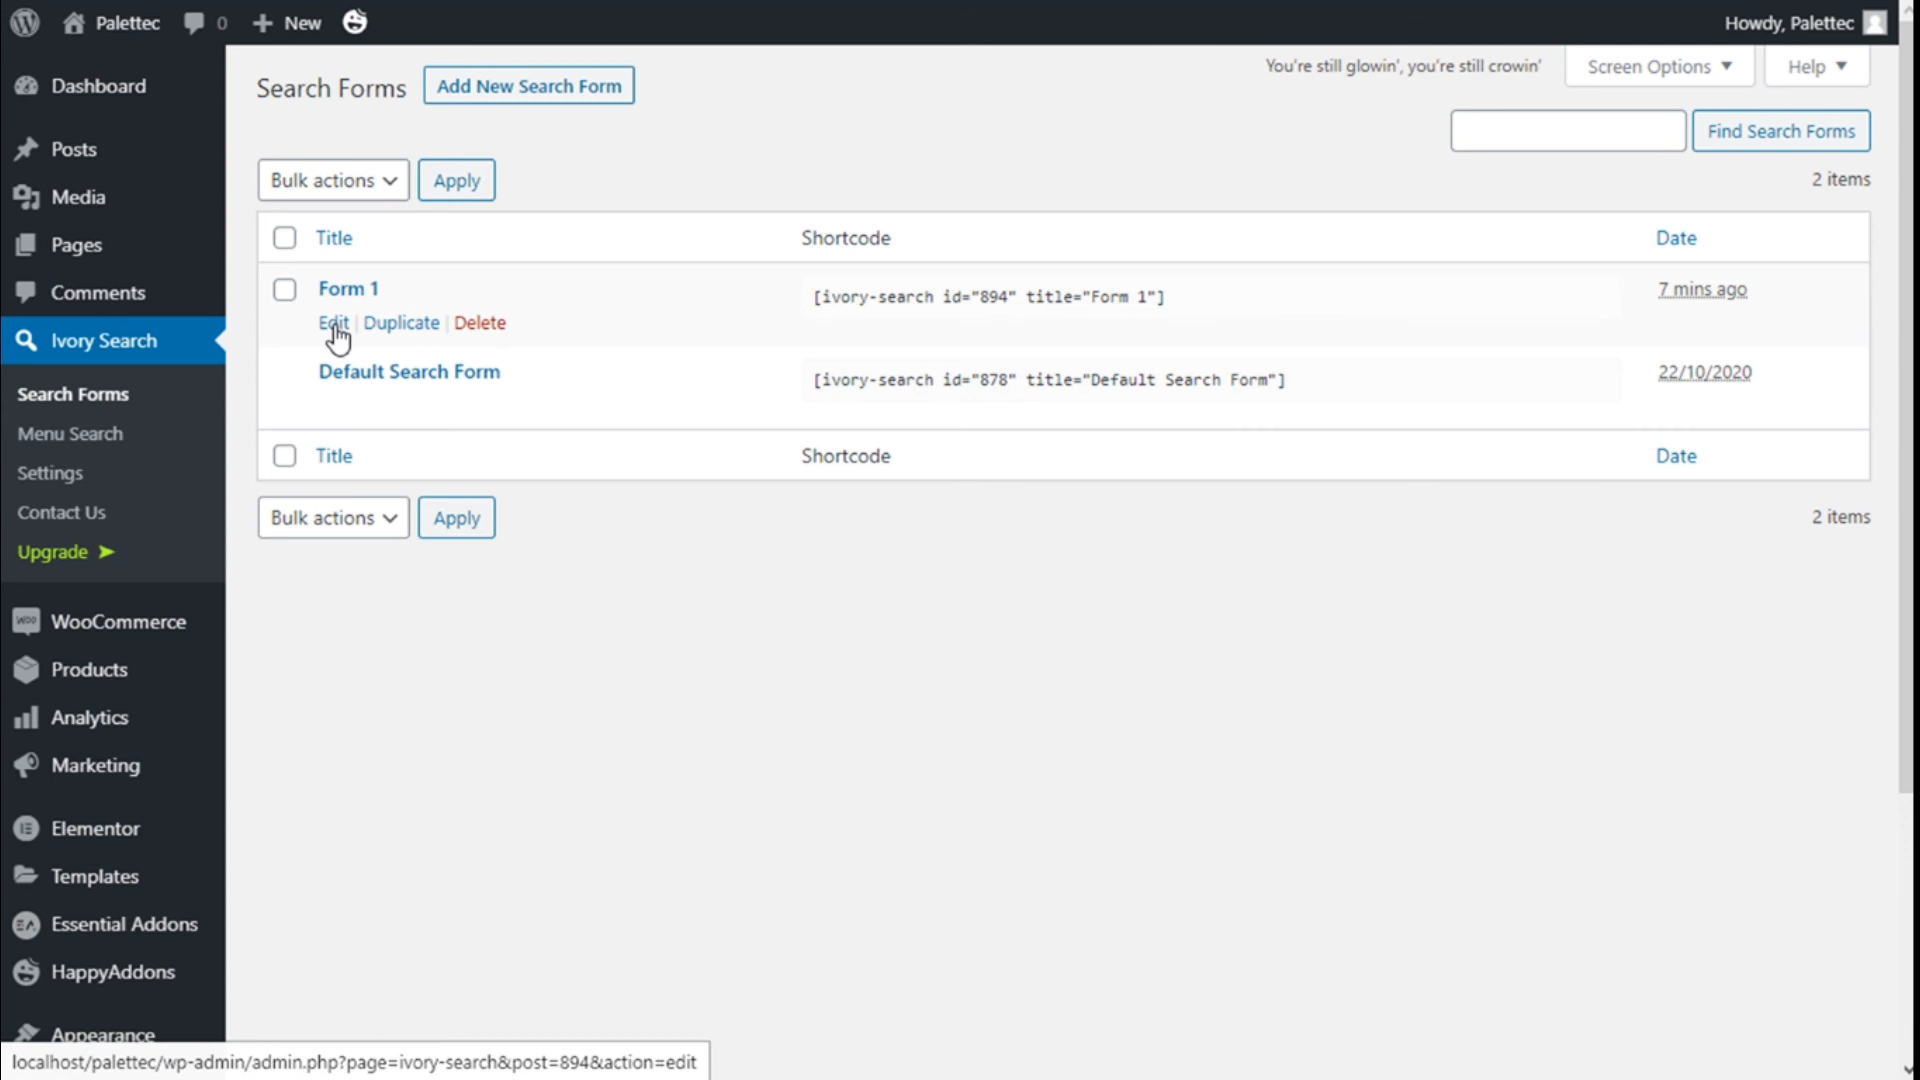 Palettec 0 New Howdy, Palettec
You're still glowin', you're still crowin' Screen Options Help
Search Forms Add New Search Form
Find Search Forms
Bulk actions Apply 2 items
Title Shortcode Date
Form 1 [ivory-search id="894" title="Form 1"] 7 mins ago
Edit | Duplicate | Delete
Default Search Form [ivory-search id="878" title="Default Search Form"] 22/10/2020
Title Shortcode Date
Bulk actions Apply 2 items
Dashboard
Posts
Media
Pages
Comments
Ivory Search
Search Forms
Menu Search
Settings
Contact Us
Upgrade ➤
WooCommerce
Products
Analytics
Marketing
Elementor
Templates
Essential Addons
HappyAddons
Appearance
localhost/palettec/wp-admin/admin.php?page=ivory-search&post=894&action=edit